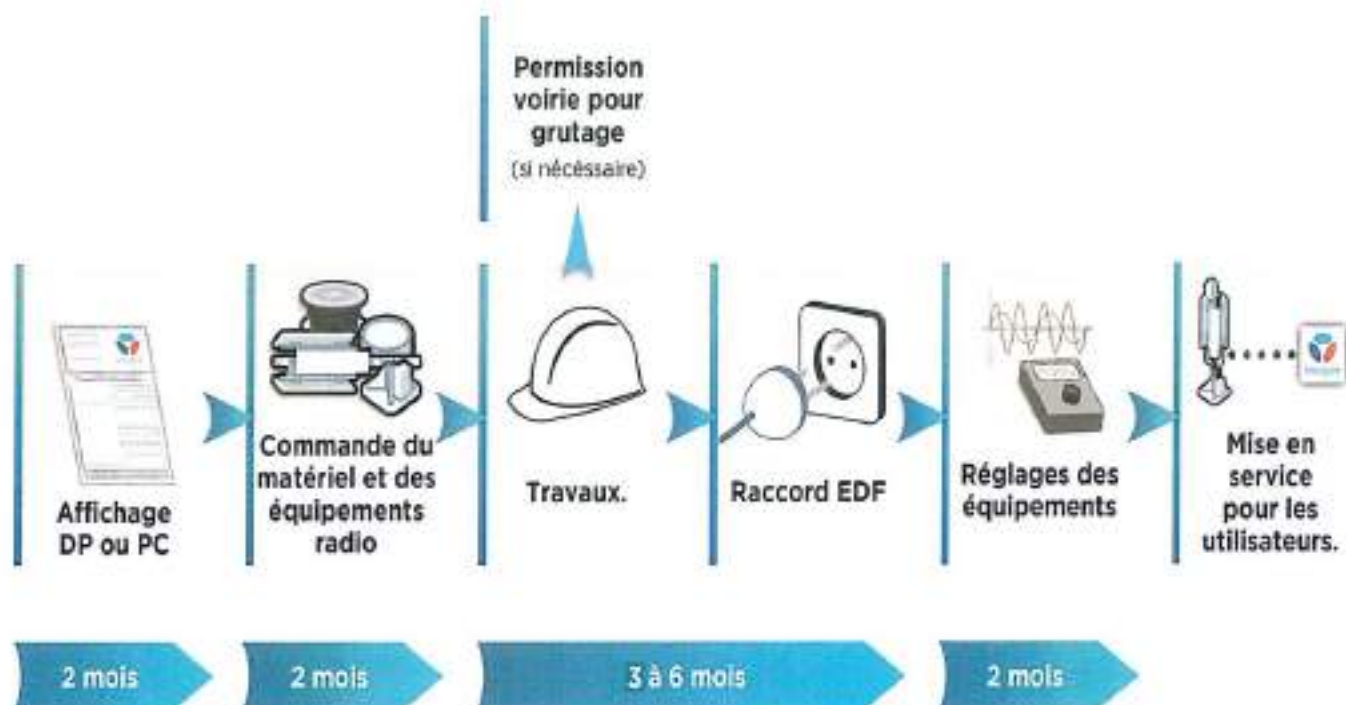 Permission
voirie pour
grutage
(si nécéssaire)
Affichage
DP ou PC
Commande du
matériel et des
équipements
radio
Travaux.
Raccord EDF
Réglages des
équipements
Mise en
service
pour les
utilisateurs.
2 mois
2 mois
3 à 6 mois
2 mois